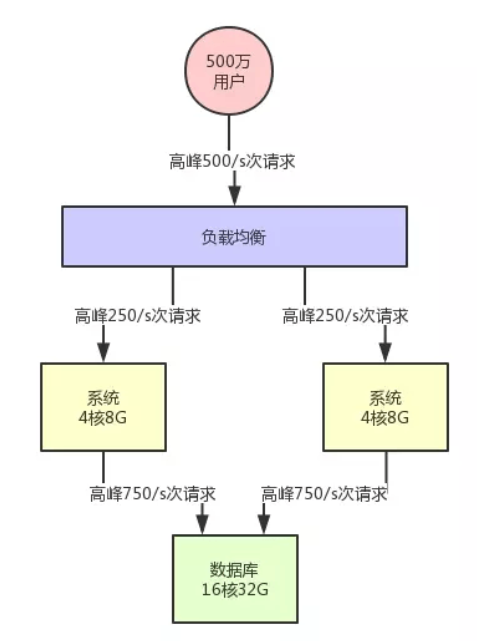 500万
用户
高峰500/s次请求
负载均衡
高峰250/s次请求
高峰250/s次请求
系统
4核8G
系统
4核8G
高峰750/s次请求
高峰750/s次请求
数据库
16核32G